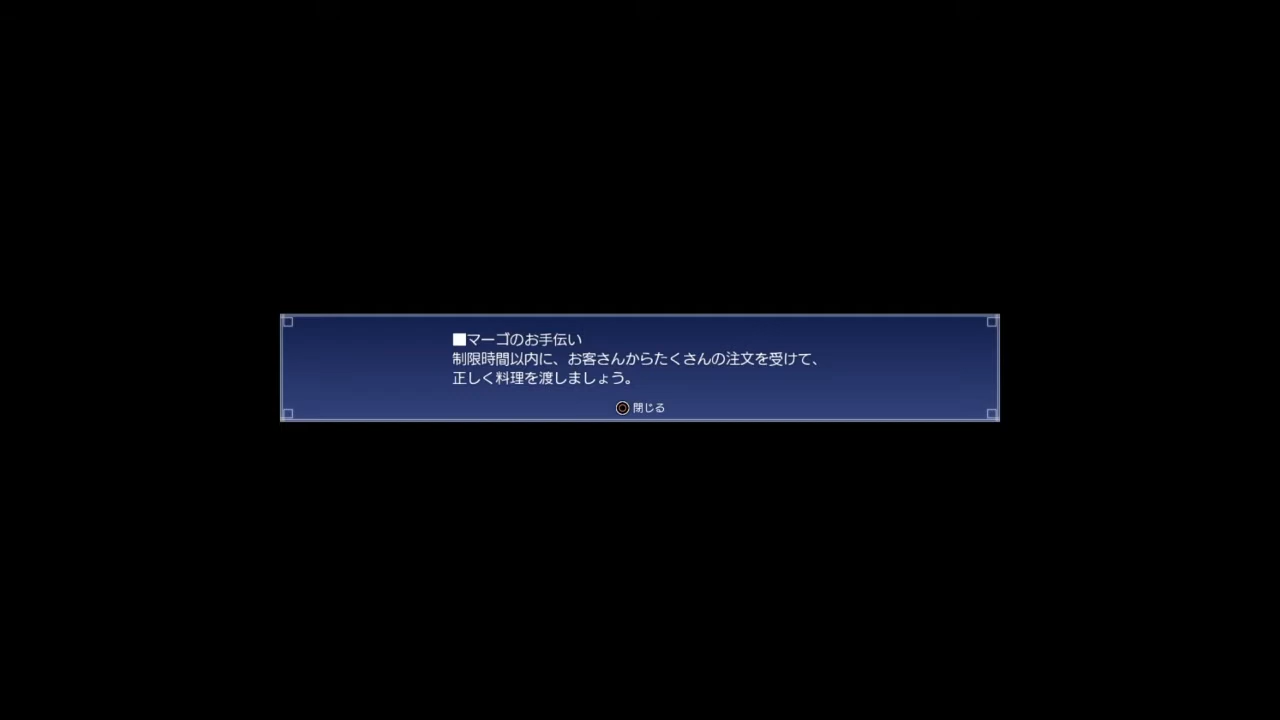 ■マーゴのお手伝い
制限時間以内に、お客さんからたくさんの注文を受けて、
正しく料理を渡しましょう。
閉じる